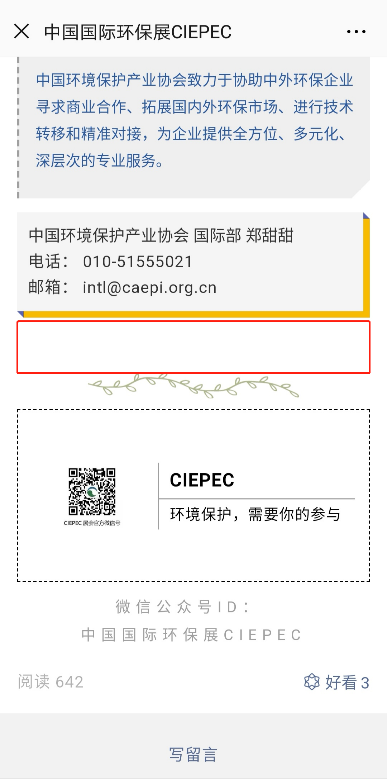 中国国际环保展CIEPEC
中国环境保护产业协会致力于协助中外环保企业
寻求商业合作、拓展国内外环保市场、进行技术
转移和精准对接，为企业提供全方位、多元化、
深层次的专业服务。
中国环境保护产业协会 国际部 郑甜甜
电话： 010-51555021
邮箱： intl@caepi.org.cn
CIEPEC
环境保护，需要你的参与
CIEPEC 展会官方微信号
微信公众号ID：
中国国际环保展CIEPEC
阅读 642
好看 3
写留言